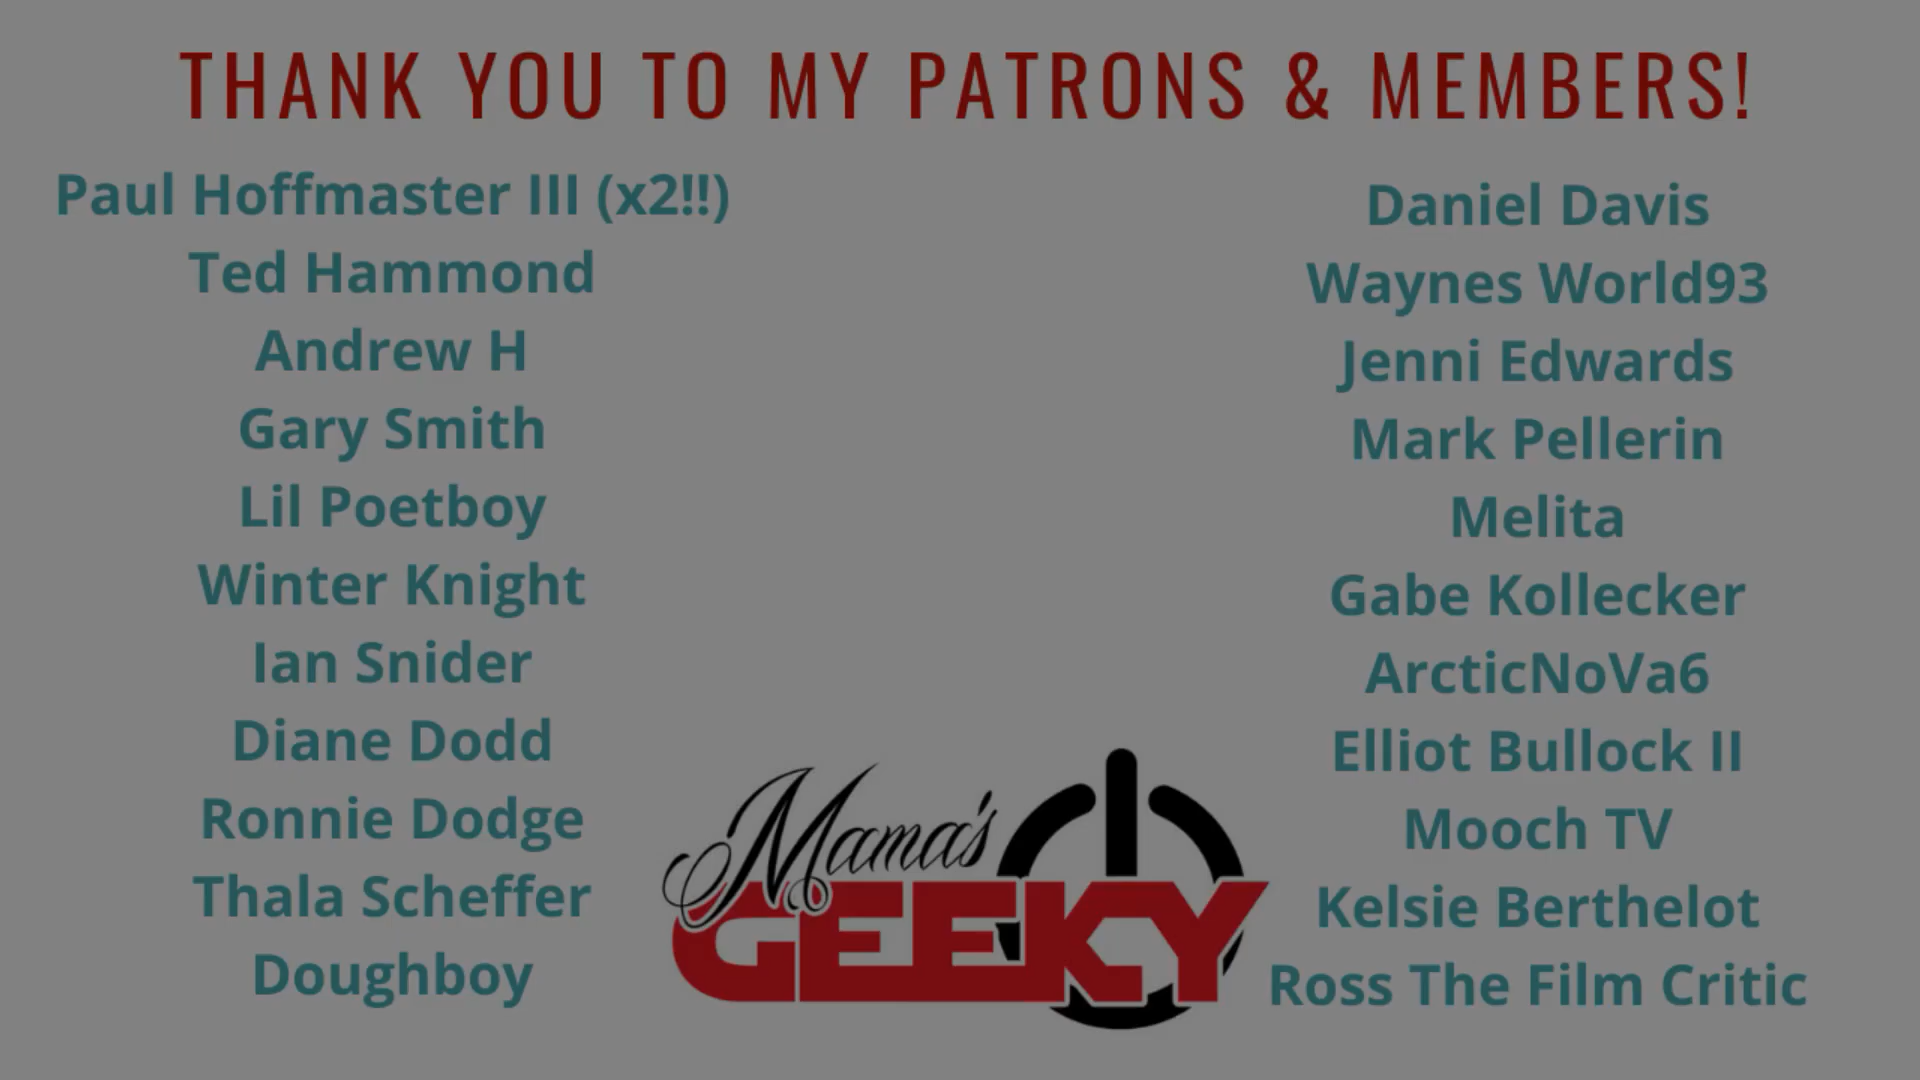 THANK YOU TO MY PATRONS & MEMBERS!
Paul Hoffmaster III (x2!!)
Ted Hammond
Andrew H
Gary Smith
Lil Poetboy
Winter Knight
Ian Snider
Diane Dodd
Ronnie Dodge
Thala Scheffer
Doughboy
Daniel Davis
Waynes World93
Jenni Edwards
Mark Pellerin
Melita
Gabe Kollecker
ArcticNoVa6
Elliot Bullock II
Mooch TV
Kelsie Berthelot
Ross The Film Critic
Mama's
GEEKY